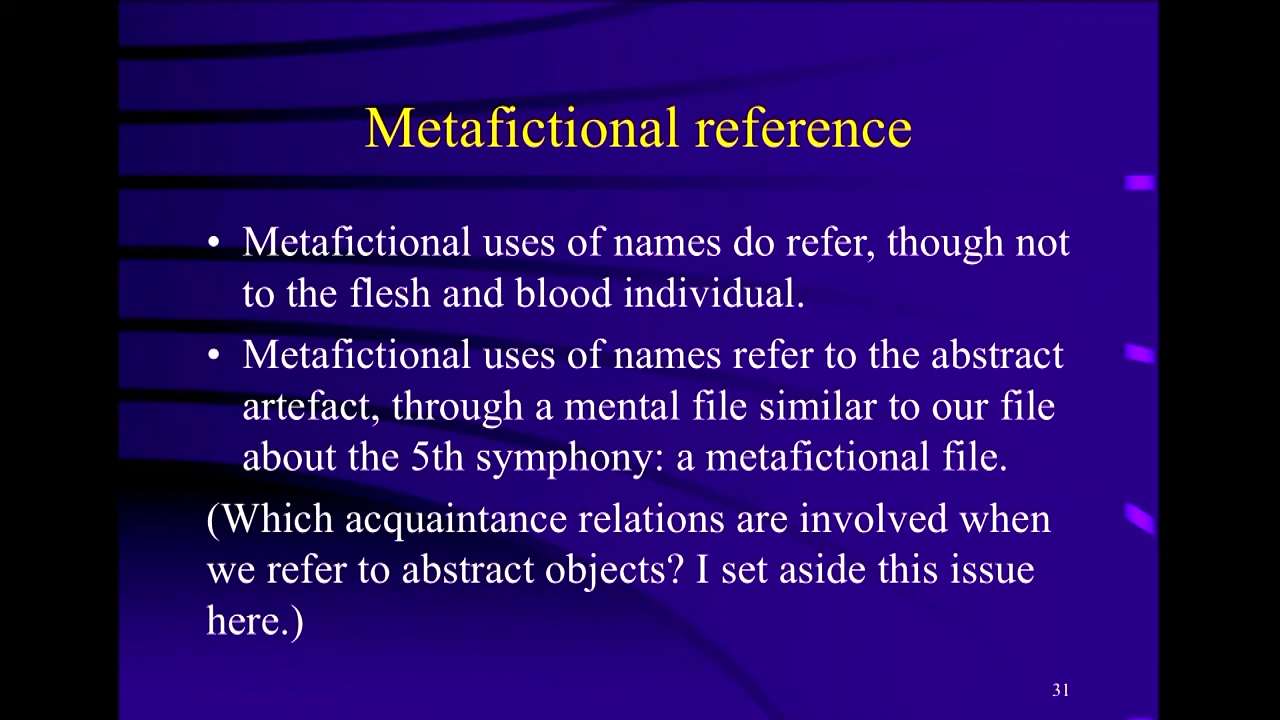 Metafictional reference
• Metafictional uses of names do refer, though not
to the flesh and blood individual.
• Metafictional uses of names refer to the abstract
artefact, through a mental file similar to our file
about the 5th symphony: a metafictional file.
(Which acquaintance relations are involved when
we refer to abstract objects? I set aside this issue
here.)
31